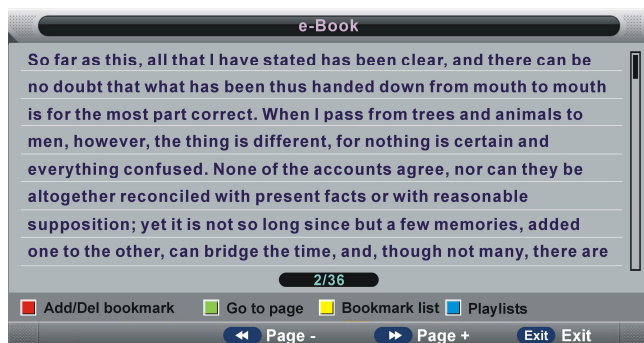 e-Book
So far as this, all that I have stated has been clear, and there can be
no doubt that what has been thus handed down from mouth to mouth
is for the most part correct. When I pass from trees and animals to
men, however, the thing is different, for nothing is certain and
everything confused. None of the accounts agree, nor can they be
altogether reconciled with present facts or with reasonable
supposition; yet it is not so long since but a few memories, added
one to the other, can bridge the time, and, though not many, there are
2/36
Add/Del bookmark Go to page Bookmark list Playlists
Page - Page + Exit Exit